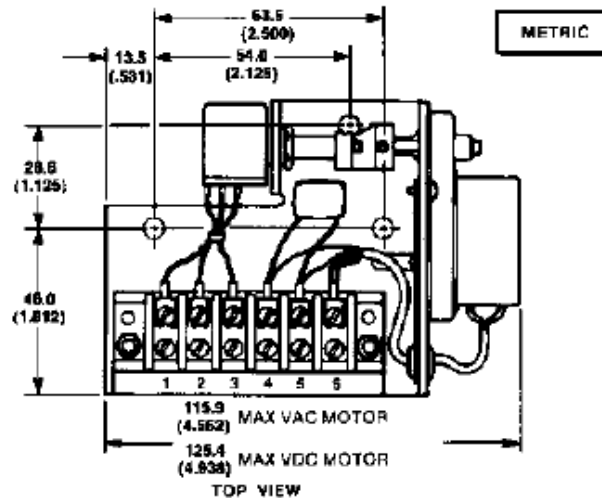 63.5
(2.500)
METRIC
13.5
(.531)
54.0
(2.125)
28.6
(1.125)
46.0
(1.812)
1 2 3 4 5 6
115.9
(4.562) MAX VAC MOTOR
125.4
(4.938) MAX VDC MOTOR
TOP VIEW